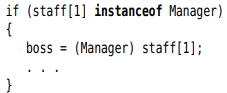 if (staff[1] instanceof Manager)
{
   boss = (Manager) staff[1];
   . . .
}